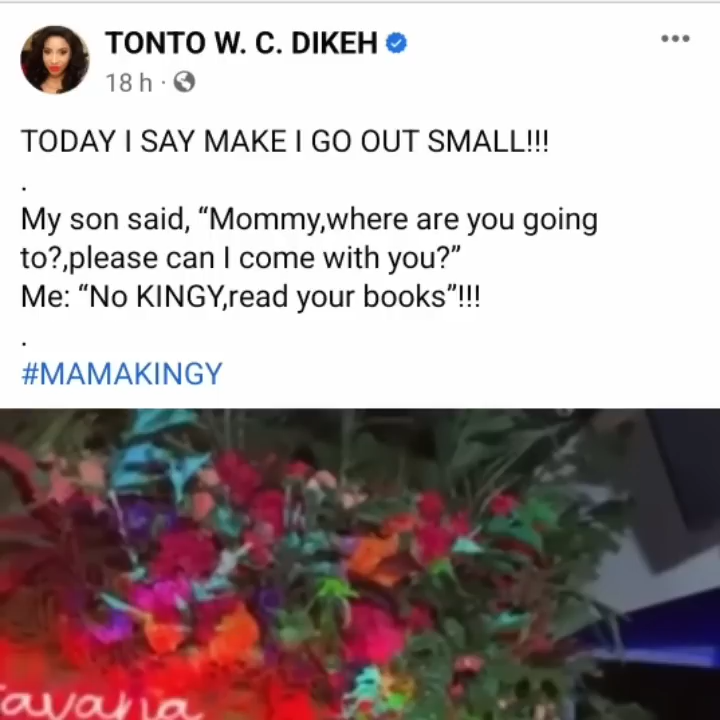 TONTO W. C. DIKEH
18 h ·
TODAY I SAY MAKE I GO OUT SMALL!!!
.
My son said, “Mommy,where are you going
to?,please can I come with you?”
Me: “No KINGY,read your books”!!!
.
#MAMAKINGY